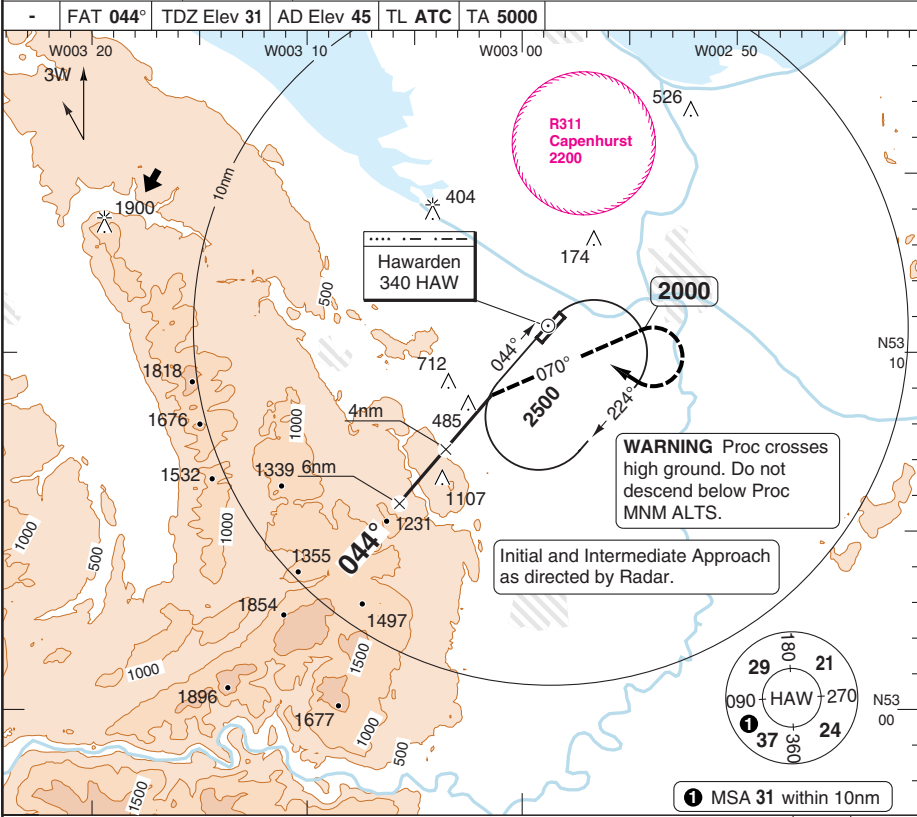 - FAT 044° TDZ Elev 31 AD Elev 45 TL ATC TA 5000
W003 20 W003 10 W003 00 W002 50
3W
526
R311
Capenhurst
2200
10nm
1900
404
174
Hawarden
340 HAW
500
2000
044°
N53
10
712
070°
1818
2500
224°
485
4nm
1676
1000
WARNING Proc crosses
high ground. Do not
descend below Proc
MNM ALTS.
1532
1339
6nm
1107
1231
1000
1000
500
044°
Initial and Intermediate Approach
as directed by Radar.
1355
1854
1497
1500
1000
1896
1677
1000
500
1500
180
29 21
090 HAW 270
1 37 24
360
N53
00
1 MSA 31 within 10nm